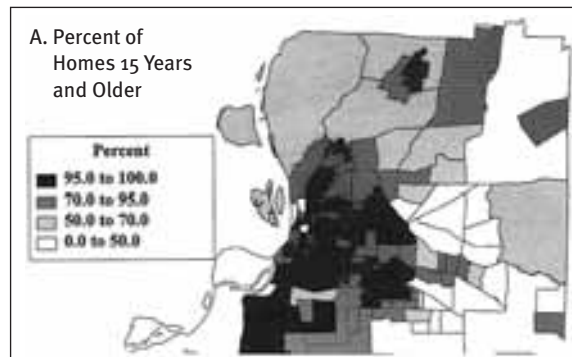 A. Percent of
Homes 15 Years
and Older
Percent
95.0 to 100.0
70.0 to 95.0
50.0 to 70.0
0.0 to 50.0